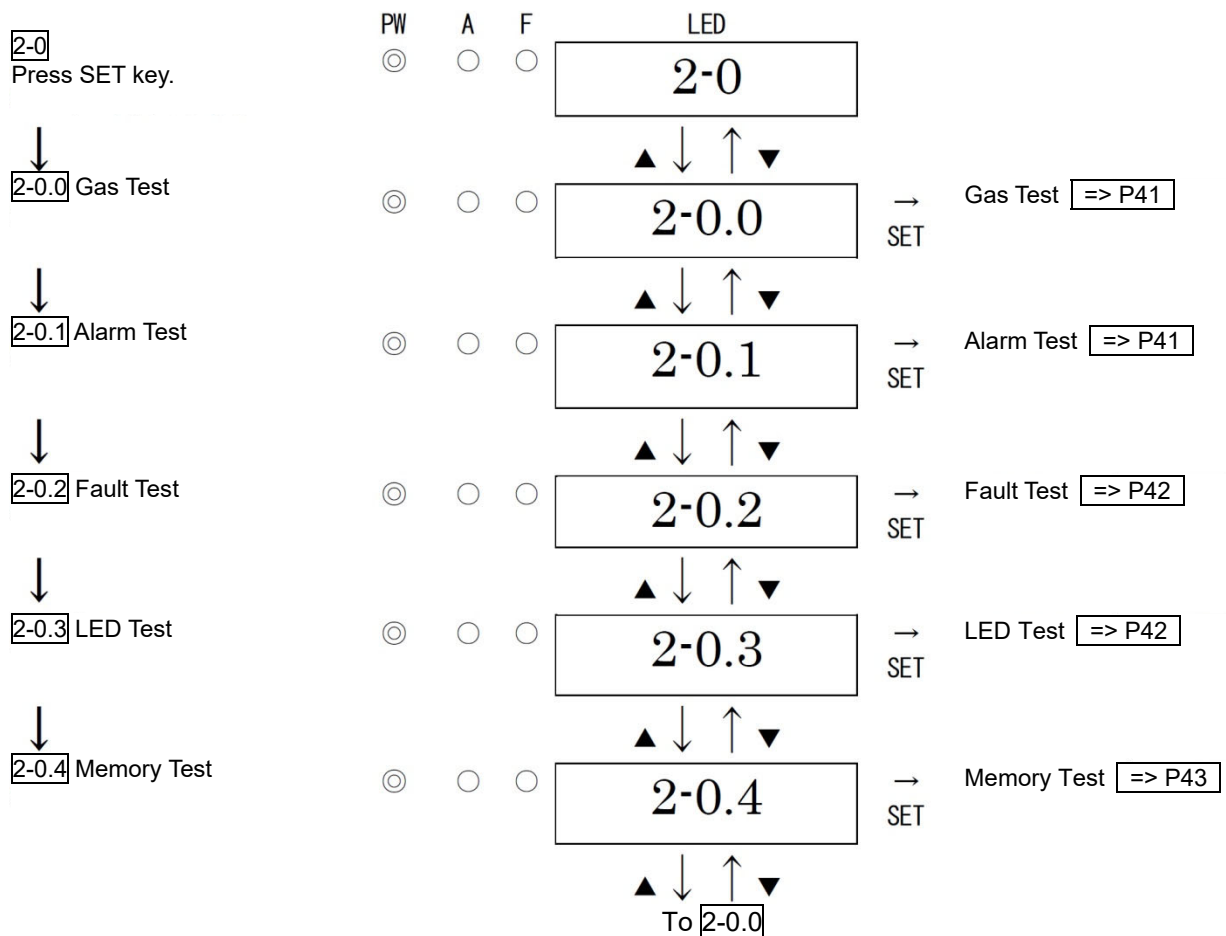 PW A F LED
2-0
Press SET key.
2-0
▲ ↓ ↑ ▼
2-0.0 Gas Test
2-0.0
→ SET
Gas Test => P41
▲ ↓ ↑ ▼
2-0.1 Alarm Test
2-0.1
→ SET
Alarm Test => P41
▲ ↓ ↑ ▼
2-0.2 Fault Test
2-0.2
→ SET
Fault Test => P42
▲ ↓ ↑ ▼
2-0.3 LED Test
2-0.3
→ SET
LED Test => P42
▲ ↓ ↑ ▼
2-0.4 Memory Test
2-0.4
→ SET
Memory Test => P43
▲ ↓ ↑ ▼
To 2-0.0